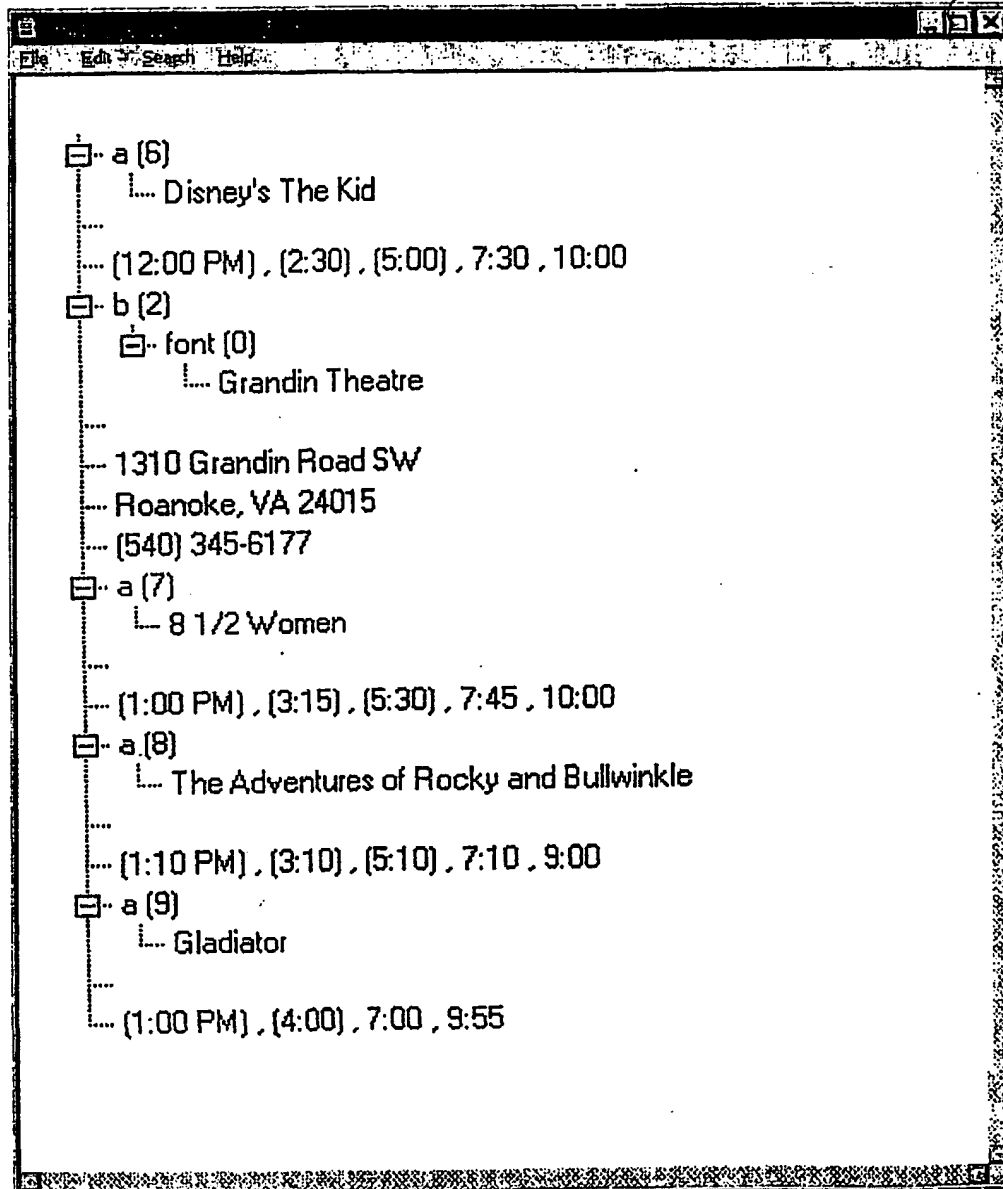 File Edit Search Help
a (6)
Disney's The Kid
(12:00 PM) , (2:30) , (5:00) , 7:30 , 10:00
b (2)
font (0)
Grandin Theatre
1310 Grandin Road SW
Roanoke, VA 24015
(540) 345-6177
a (7)
8 1/2 Women
(1:00 PM) , (3:15) , (5:30) , 7:45 , 10:00
a (8)
The Adventures of Rocky and Bullwinkle
(1:10 PM) , (3:10) , (5:10) , 7:10 , 9:00
a (9)
Gladiator
(1:00 PM) , (4:00) , 7:00 , 9:55